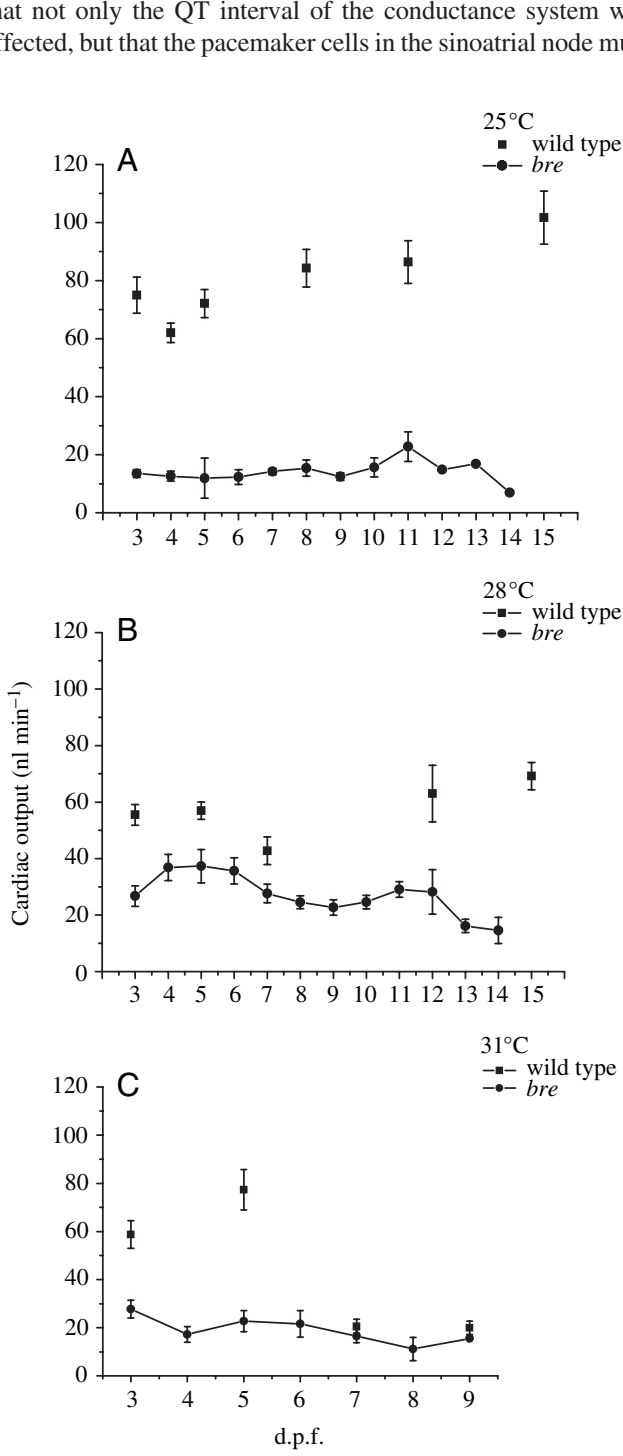 hat not only the QT interval of the conductance system w
ffected, but that the pacemaker cells in the sinoatrial node mu
25°C
wild type
bre
A
120
100
80
60
40
20
0
3 4 5 6 7 8 9 10 11 12 13 14 15
28°C
wild type
bre
B
120
100
80
60
40
20
0
3 4 5 6 7 8 9 10 11 12 13 14 15
Cardiac output (nl min−1)
31°C
wild type
bre
C
120
100
80
60
40
20
0
3 4 5 6 7 8 9
d.p.f.